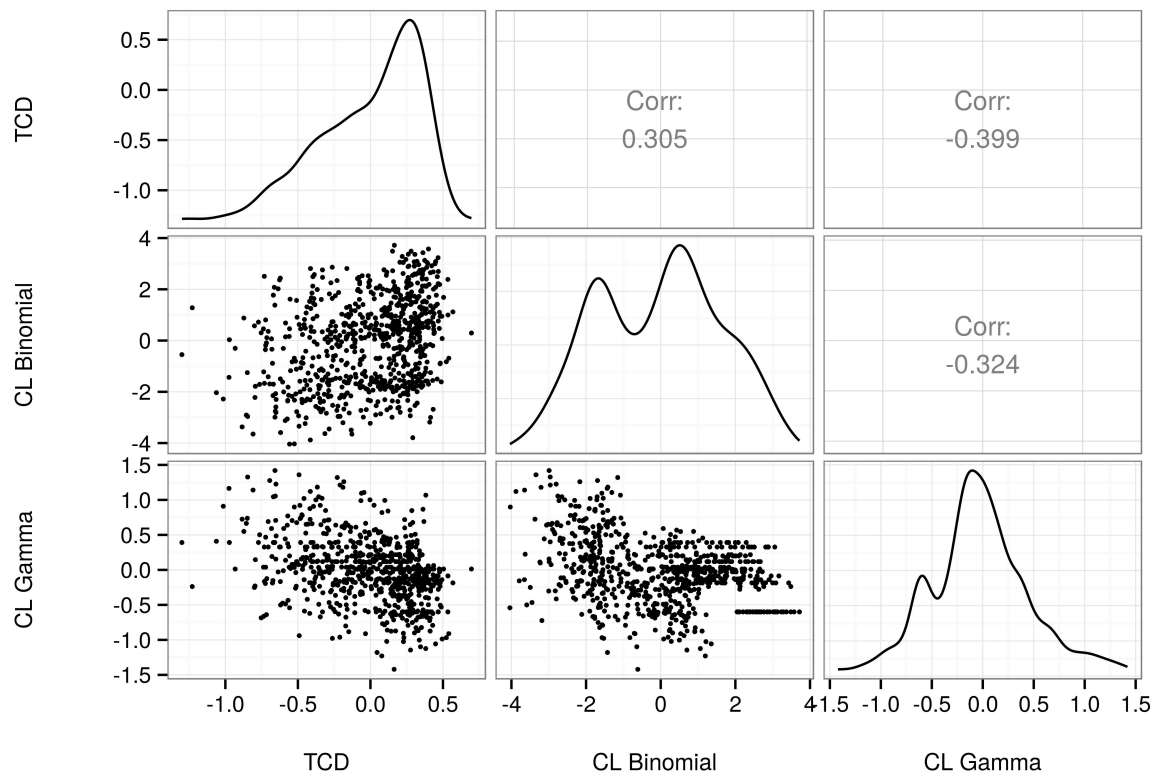 TCD
0.5
0.0
-0.5
-1.0
Corr:
0.305
Corr:
-0.399
CL Binomial
4
2
0
-2
-4
Corr:
-0.324
CL Gamma
1.5
1.0
0.5
0.0
-0.5
-1.0
-1.5
-1.0 -0.5 0.0 0.5
-4 -2 0 2 4
-1.5 -1.0 -0.5 0.0 0.5 1.0 1.5
TCD CL Binomial CL Gamma